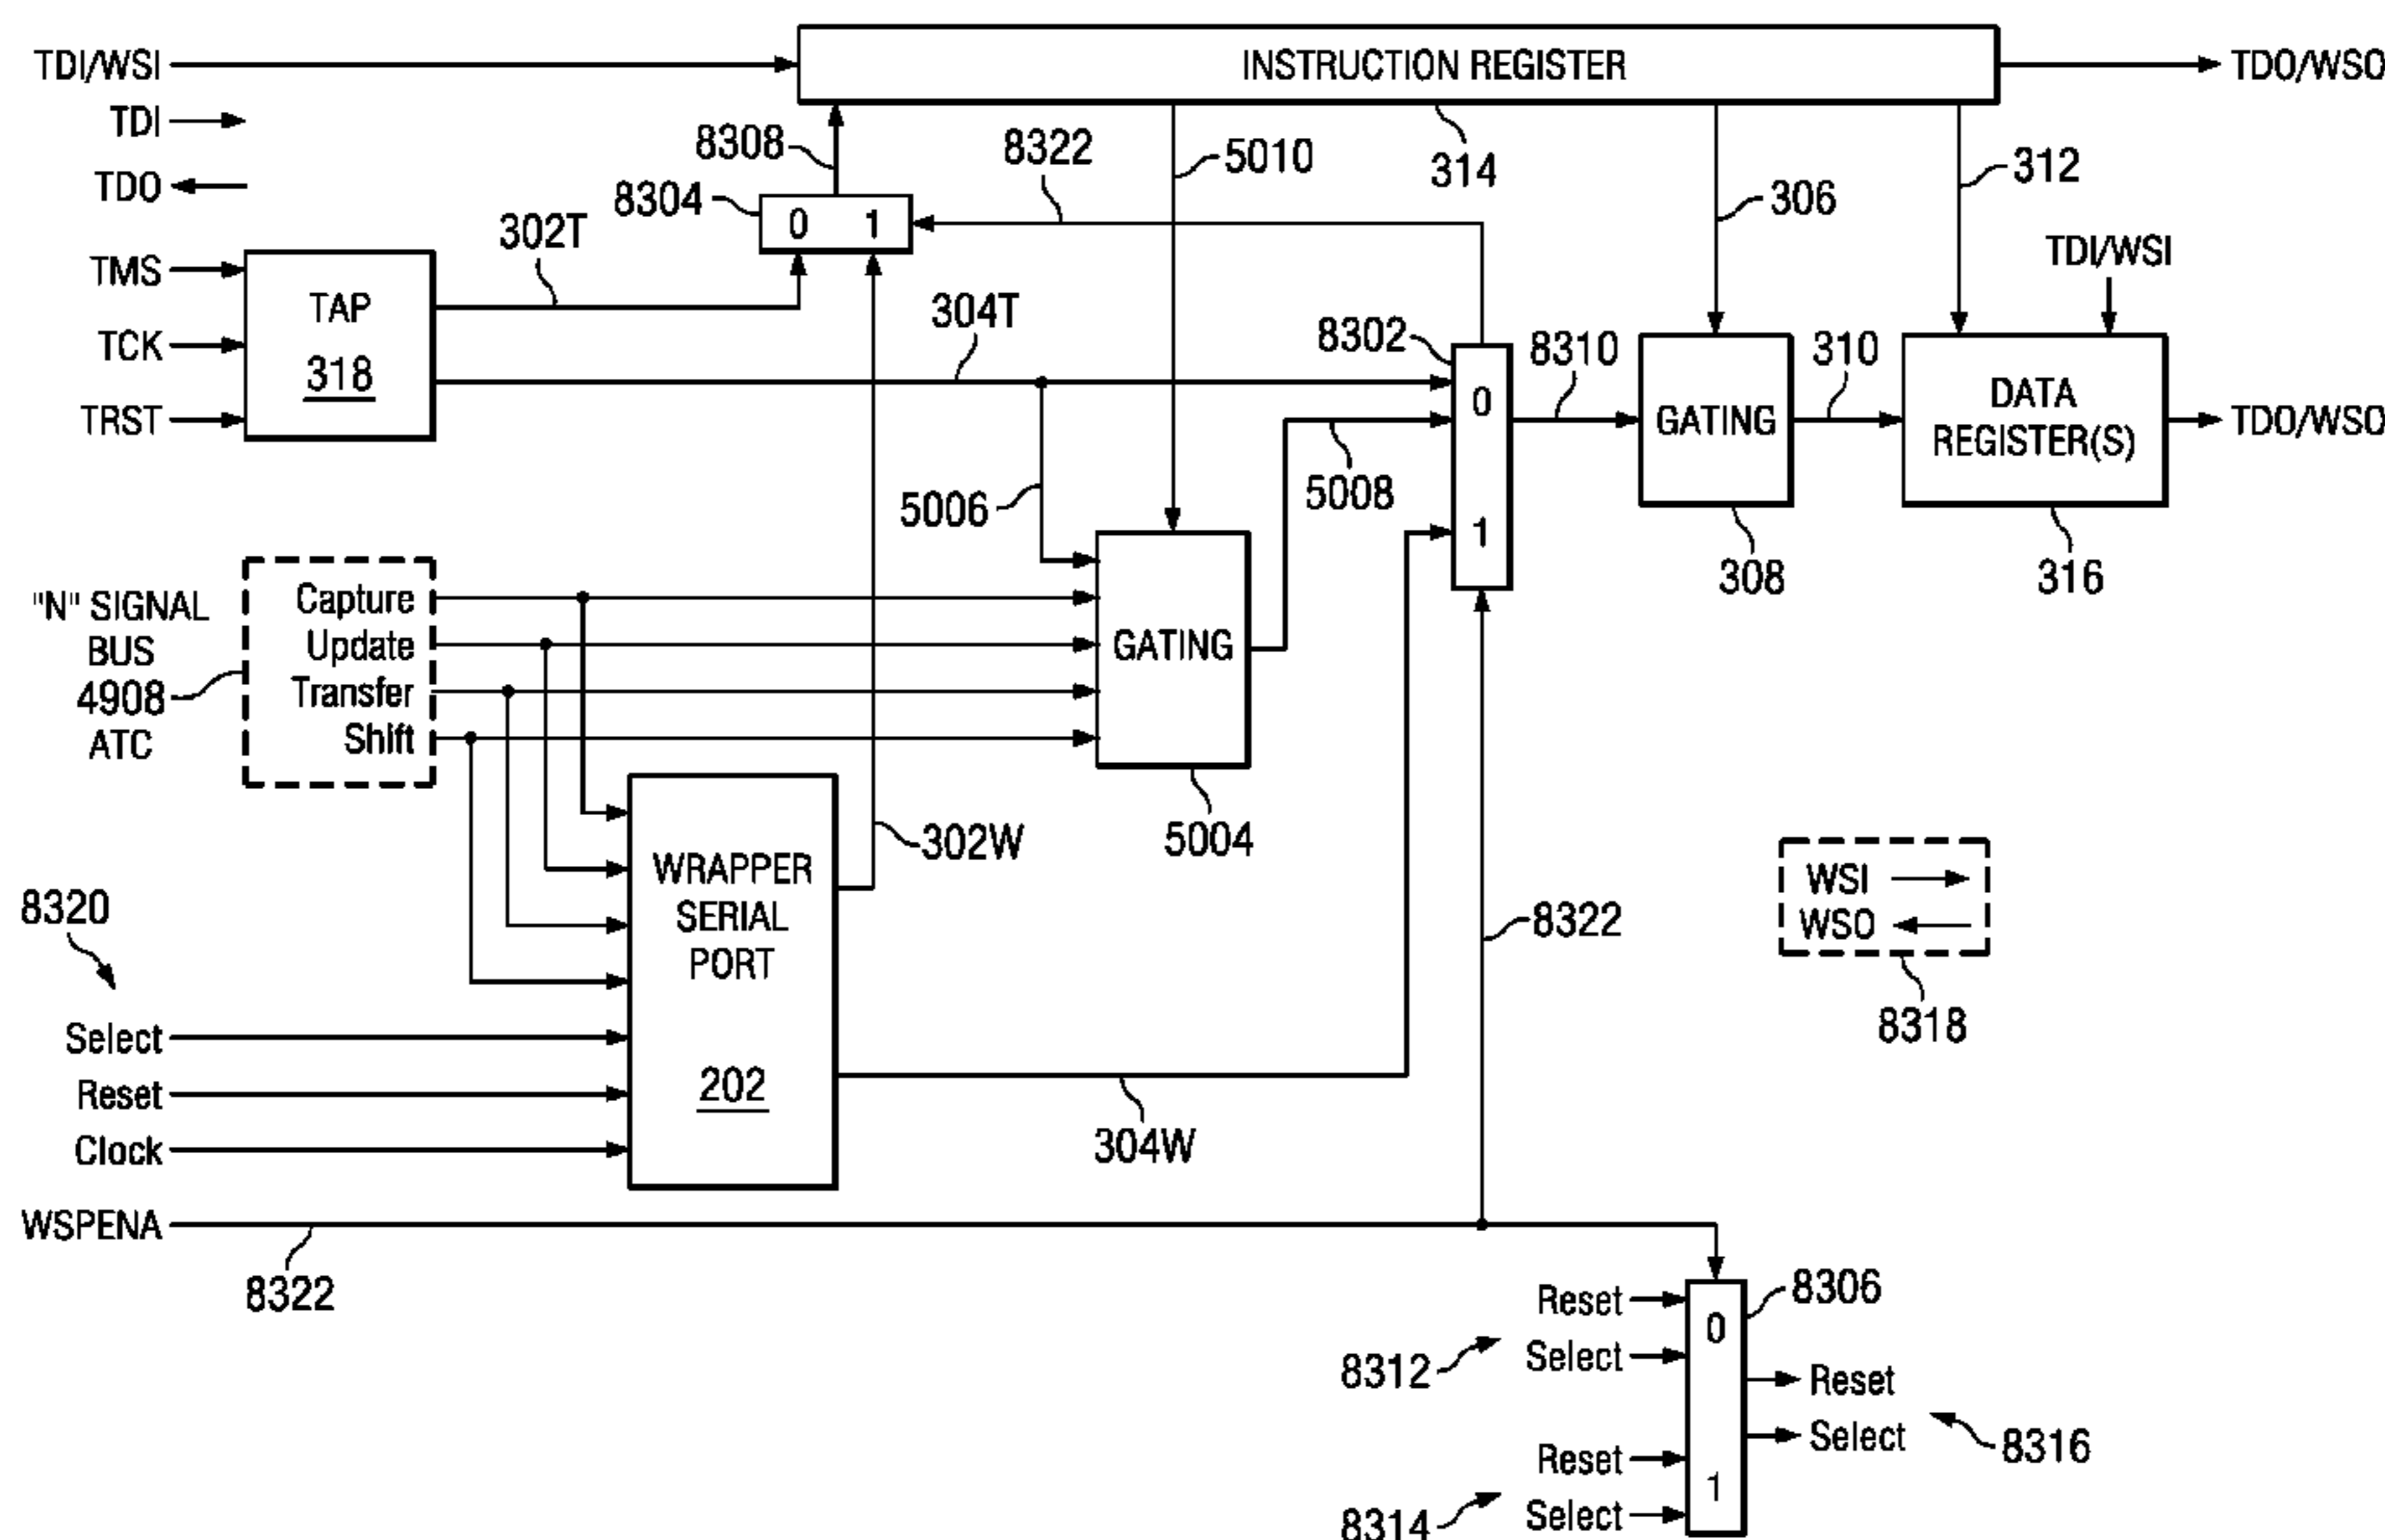 TDI/WSI
INSTRUCTION REGISTER
TDO/WSO
TDI
TDO
8308
8304
0 1
8322
5010
314
306
312
TDI/WSI
TMS
TCK
TRST
TAP
318
302T
304T
8302
0
1
8310
GATING
310
DATA
REGISTER(S)
TDO/WSO
308
316
5006
5008
"N" SIGNAL
BUS
4908
ATC
Capture
Update
Transfer
Shift
GATING
5004
302W
WRAPPER
SERIAL
PORT
202
8320
Select
Reset
Clock
304W
8322
WSI
WSO
8318
WSPENA
8322
8306
Reset
Select
8312
0
1
Reset
Select
8314
Reset
Select
8316